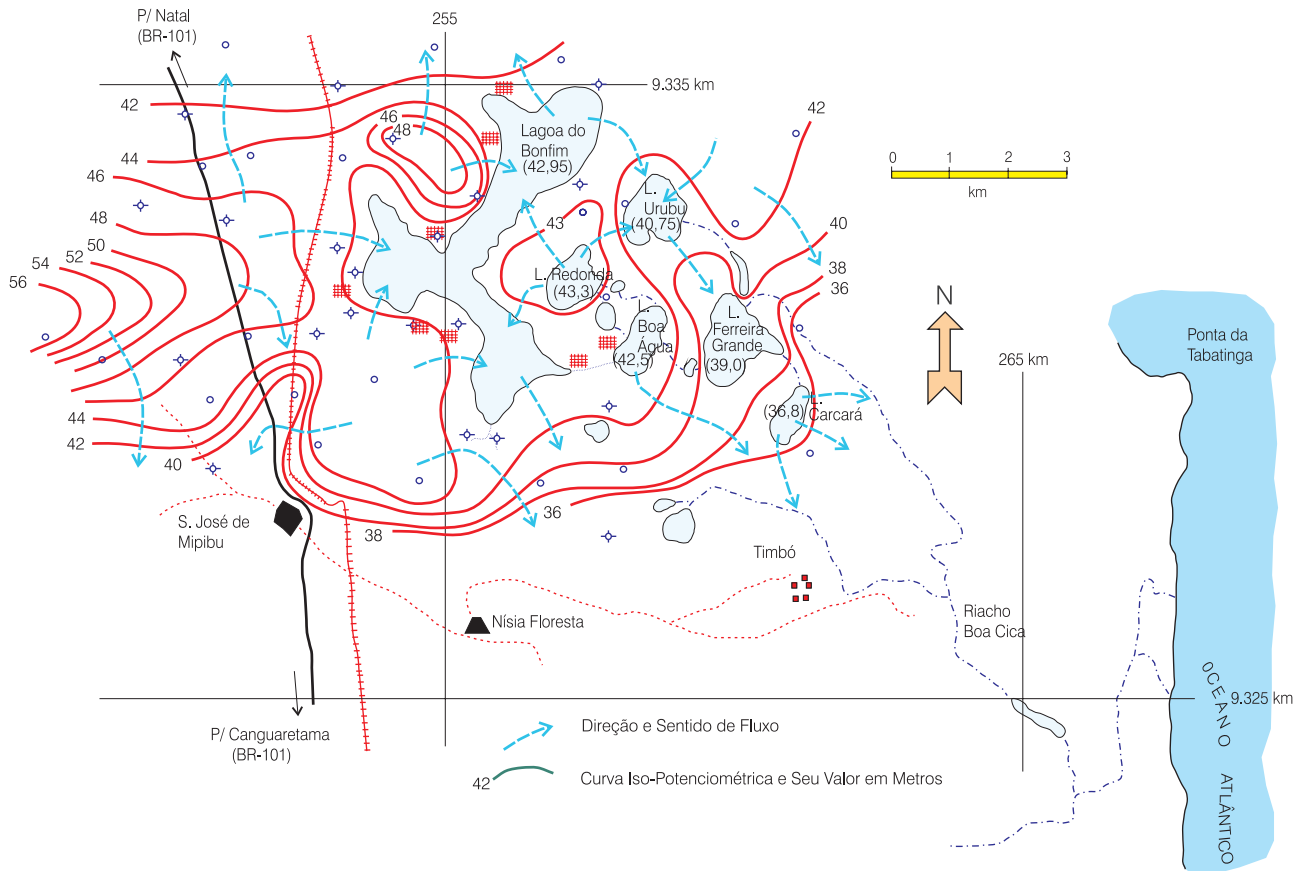 P/ Natal
(BR-101)
255
9.335 km
42
44
46
48
50
52
54
56
44
42
40
46
48
Lagoa do
Bonfim
(42,95)
42
40
38
36
L.
Urubu
(40,75)
43
L. Redonda
(43,3)
L.
Boa
Água
(42,5)
L.
Ferreira
Grande
(39,0)
L.
Carcará
(36,8)
0
1
2
3
km
N
265 km
Ponta da
Tabatinga
S. José de
Mipibu
38
36
Timbó
Nísia Floresta
Riacho
Boa Cica
9.325 km
OCEANO ATLÂNTICO
P/ Canguaretama
(BR-101)
Direção e Sentido de Fluxo
42
Curva Iso-Potenciométrica e Seu Valor em Metros